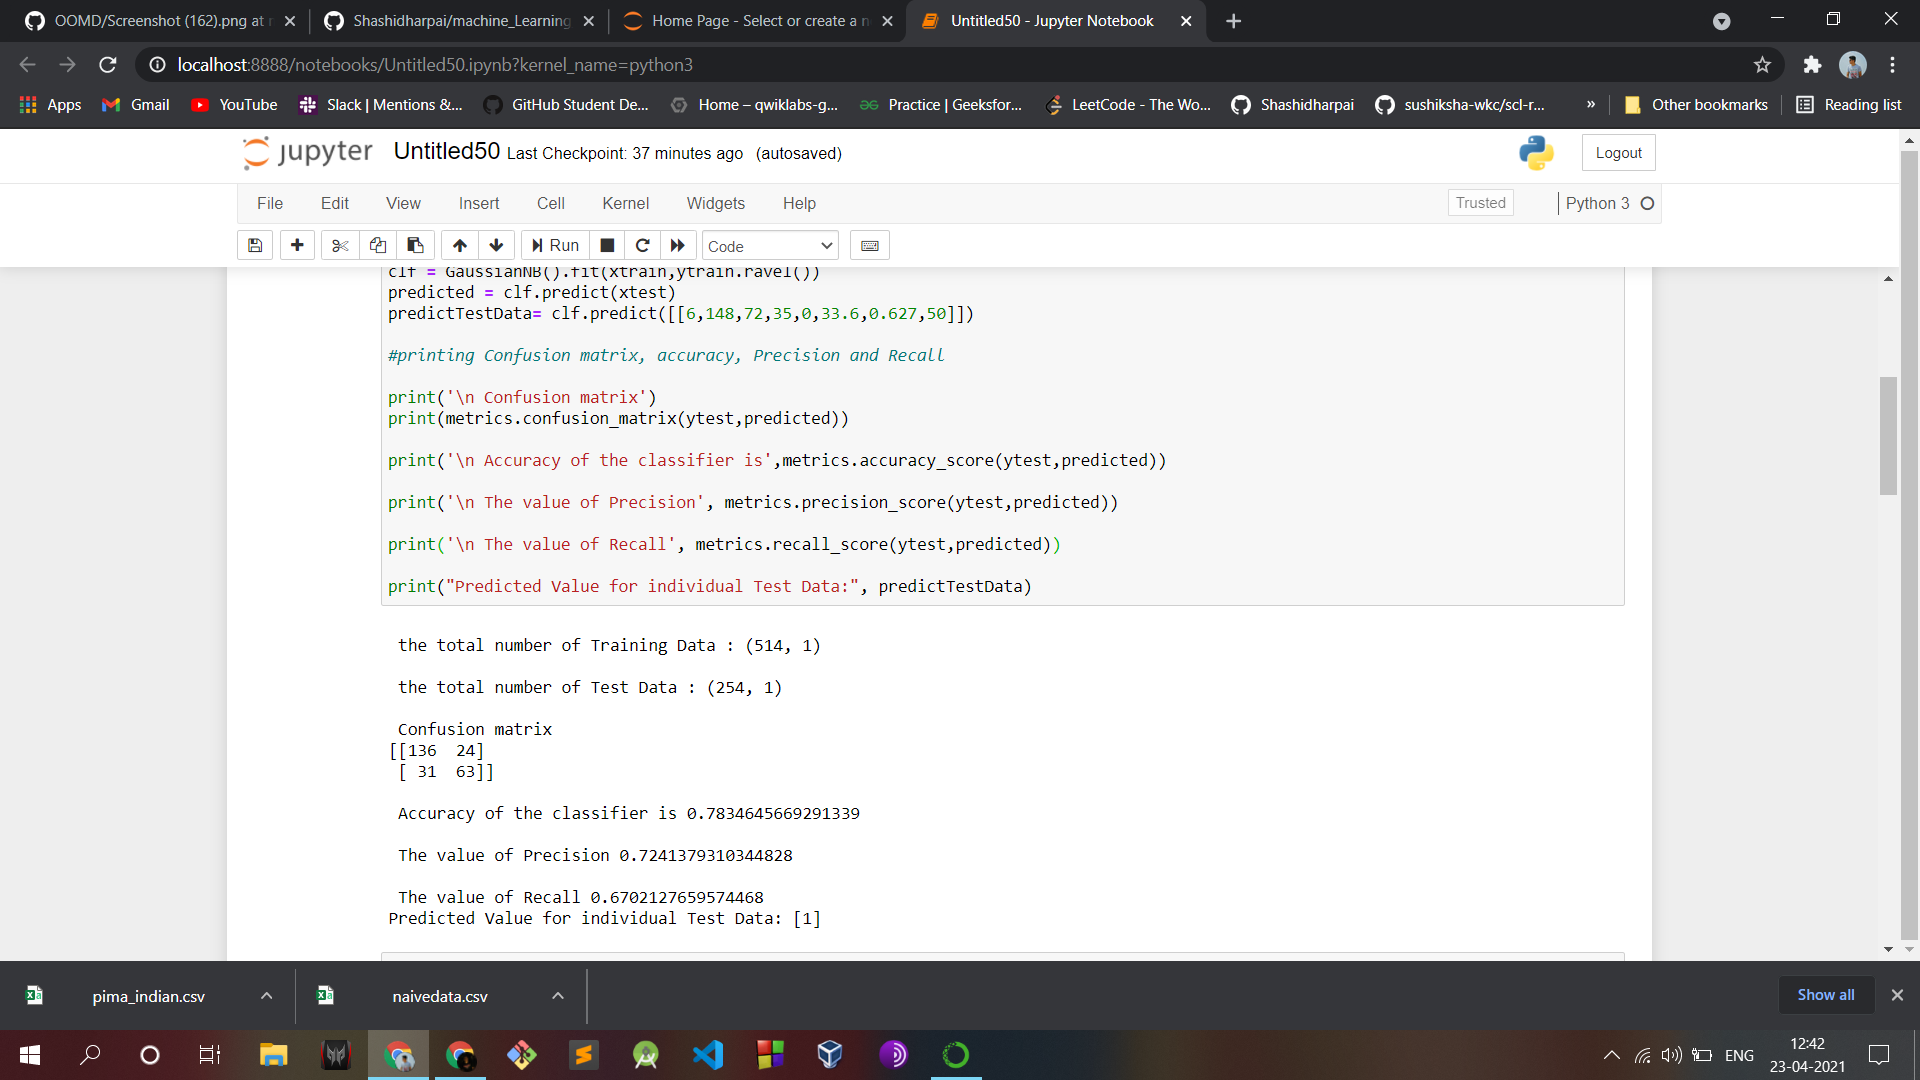 OOMD/Screenshot (162).png at m
Shashidharpai/machine_Learning
Home Page - Select or create a n
Untitled50 - Jupyter Notebook
localhost:8888/notebooks/Untitled50.ipynb?kernel_name=python3
Apps
Gmail
YouTube
Slack | Mentions &...
GitHub Student De...
Home – qwiklabs-g...
Practice | Geeksfor...
LeetCode - The Wo...
Shashidharpai
sushiksha-wkc/scl-r...
»
Other bookmarks
Reading list
jupyter Untitled50 Last Checkpoint: 37 minutes ago (autosaved)
Logout
File Edit View Insert Cell Kernel Widgets Help
Trusted
Python 3
Run
Code
clf = GaussianNB().fit(xtrain,ytrain.ravel())
predicted = clf.predict(xtest)
predictTestData= clf.predict([[6,148,72,35,0,33.6,0.627,50]])
#printing Confusion matrix, accuracy, Precision and Recall
print('\n Confusion matrix')
print(metrics.confusion_matrix(ytest,predicted))
print('\n Accuracy of the classifier is',metrics.accuracy_score(ytest,predicted))
print('\n The value of Precision', metrics.precision_score(ytest,predicted))
print('\n The value of Recall', metrics.recall_score(ytest,predicted))
print("Predicted Value for individual Test Data:", predictTestData)
the total number of Training Data : (514, 1)
the total number of Test Data : (254, 1)
Confusion matrix
[[136  24]
 [ 31  63]]
Accuracy of the classifier is 0.7834645669291339
The value of Precision 0.7241379310344828
The value of Recall 0.6702127659574468
Predicted Value for individual Test Data: [1]
pima_indian.csv
naivedata.csv
Show all
ENG
12:42
23-04-2021